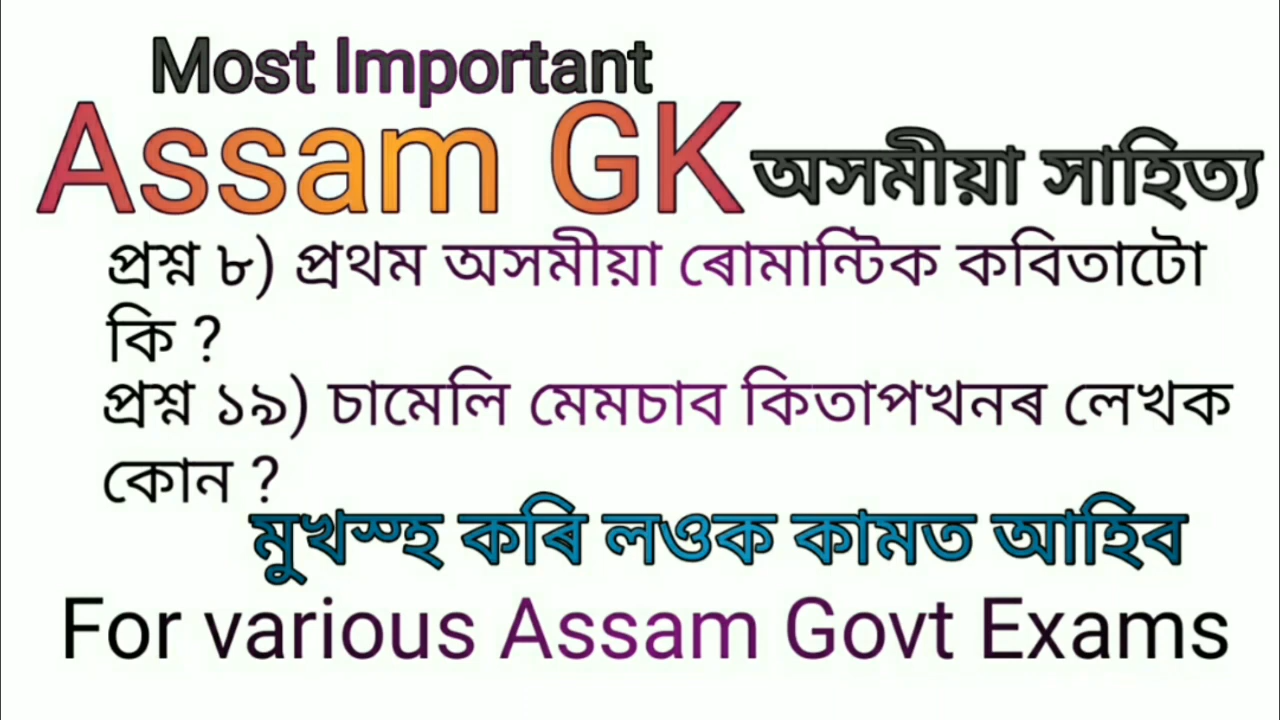 Most Important
Assam GK অসমীয়া সাহিত্য
প্ৰশ্ন ৮) প্ৰথম অসমীয়া ৰোমান্টিক কবিতাটো
কি ?
প্ৰশ্ন ১৯) চামেলি মেমচাব কিতাপখনৰ লেখক
কোন ?
মুখস্হ কৰি লওক কামত আহিব
For various Assam Govt Exams